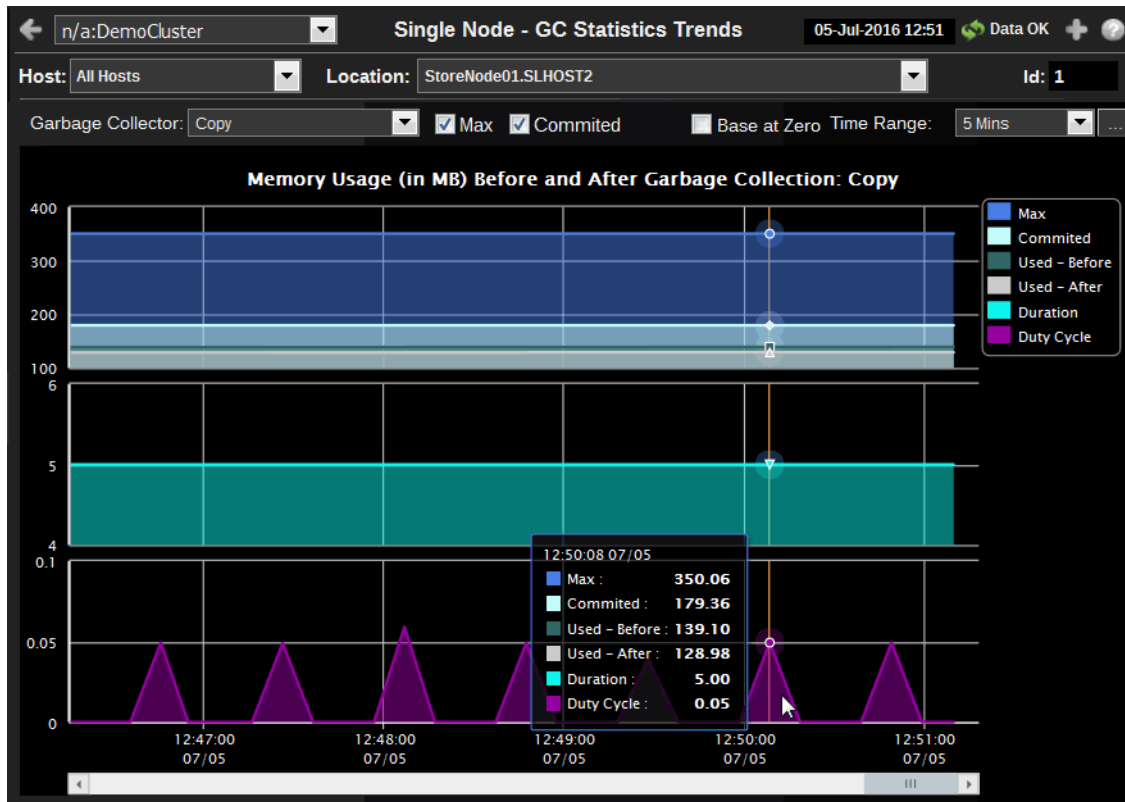 n/a:DemoCluster Single Node - GC Statistics Trends 05-Jul-2016 12:51 Data OK
Host: All Hosts Location: StoreNode01.SLHOST2 Id: 1
Garbage Collector: Copy Max Commited Base at Zero Time Range: 5 Mins ...
Memory Usage (in MB) Before and After Garbage Collection: Copy
400
300
200
100
Max
Commited
Used - Before
Used - After
Duration
Duty Cycle
6
5
4
0.1
0.05
0
12:50:08 07/05
Max : 350.06
Commited : 179.36
Used - Before : 139.10
Used - After : 128.98
Duration : 5.00
Duty Cycle : 0.05
12:47:00 12:48:00 12:49:00 12:50:00 12:51:00
07/05 07/05 07/05 07/05 07/05